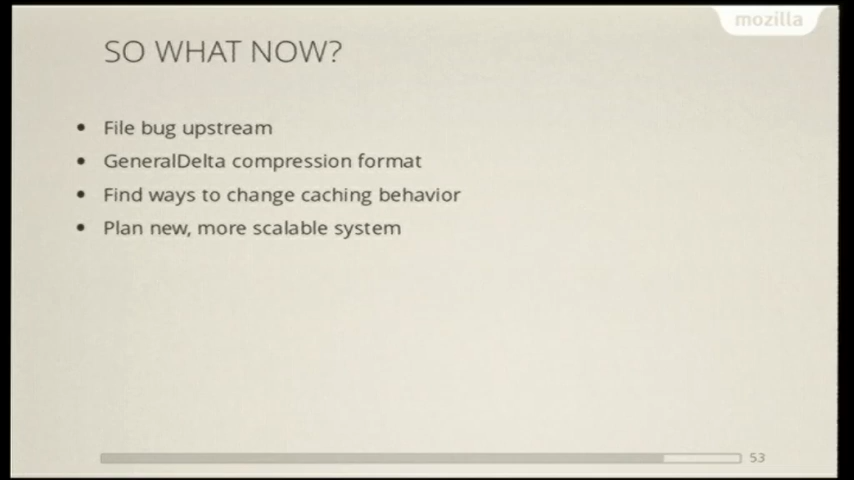 mozilla
SO WHAT NOW?
• File bug upstream
• GeneralDelta compression format
• Find ways to change caching behavior
• Plan new, more scalable system
53